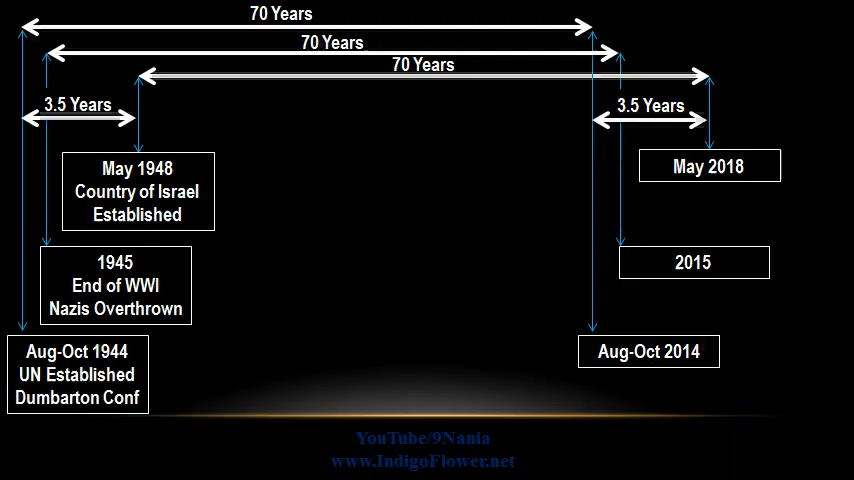 70 Years
70 Years
70 Years
3.5 Years
3.5 Years
May 1948
Country of Israel
Established
May 2018
1945
End of WWI
Nazis Overthrown
2015
Aug-Oct 1944
UN Established
Dumbarton Conf
Aug-Oct 2014
YouTube/9Nania
www.IndigoFlower.net